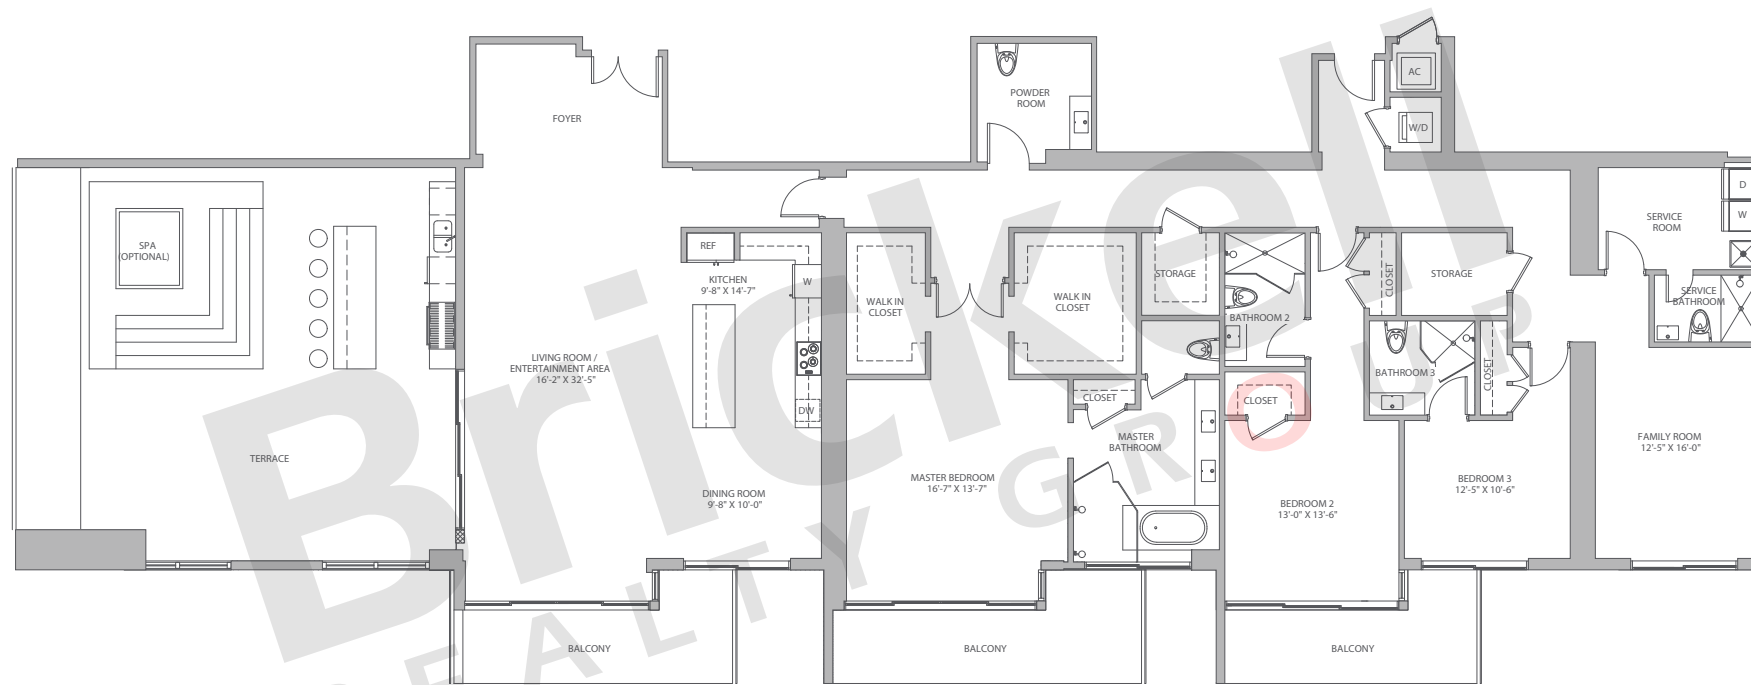 AC
POWDER
ROOM
FOYER
W/D
D
SERVICE
ROOM
W
SPA
(OPTIONAL)
REF
KITCHEN
9'-8" X 14'-7"
W
STORAGE
CLOSET
STORAGE
WALK IN
CLOSET
WALK IN
CLOSET
SERVICE
BATHROOM
BATHROOM 2
LIVING ROOM /
ENTERTAINMENT AREA
16'-2" X 32'-5"
BATHROOM 3
CLOSET
CLOSET
CLOSET
DW
MASTER
BATHROOM
FAMILY ROOM
12'-5" X 16'-0"
TERRACE
MASTER BEDROOM
16'-7" X 13'-7"
BEDROOM 3
12'-5" X 10'-6"
DINING ROOM
9'-8" X 10'-0"
BEDROOM 2
13'-0" X 13'-6"
BALCONY
BALCONY
BALCONY
Brickell